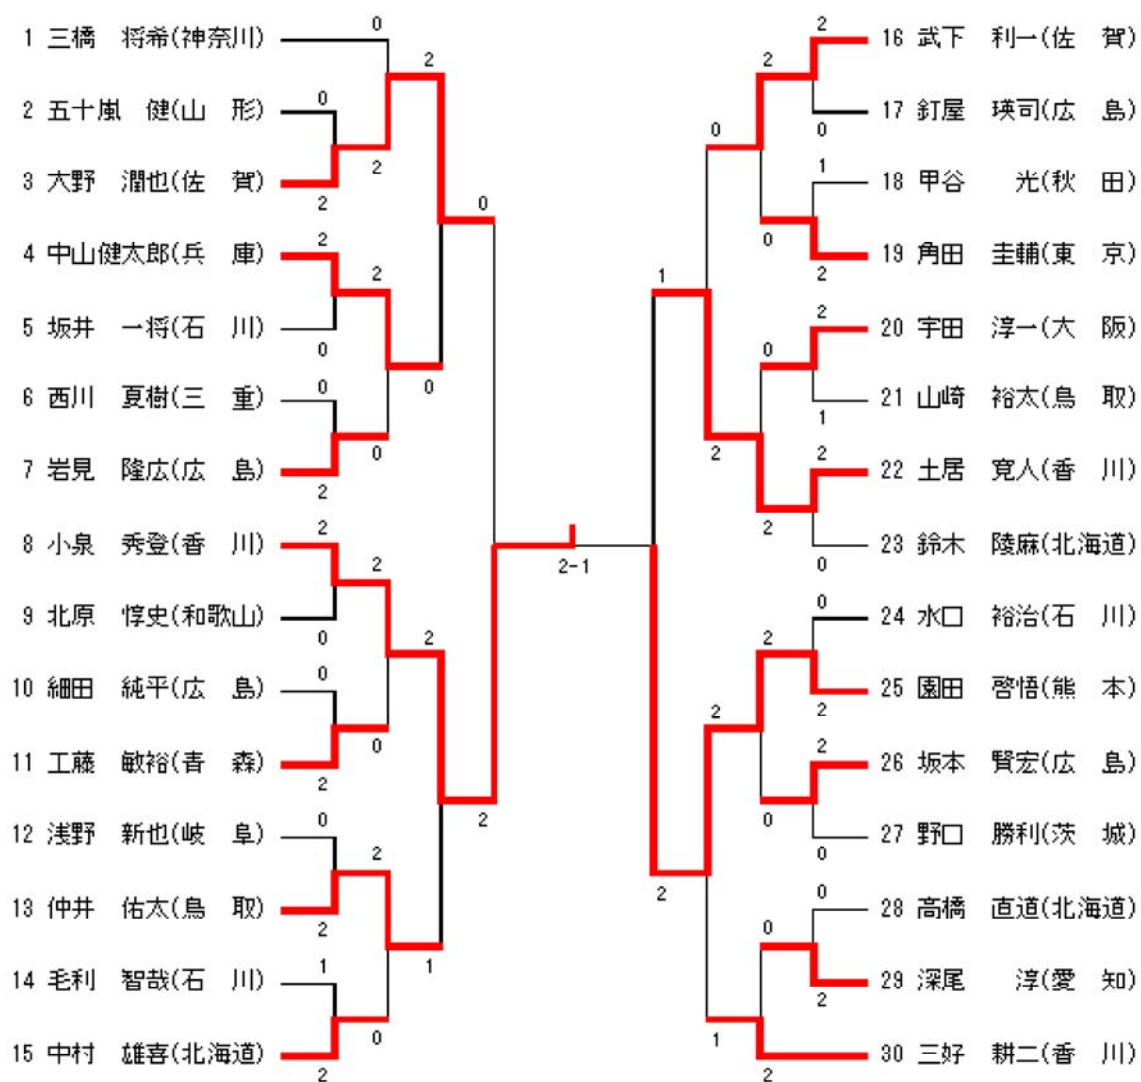 1 三橋　将希(神奈川)
0
2 五十嵐　健(山　形)
0
2
3 大野　潤也(佐　賀)
2
2
4 中山健太郎(兵　庫)
2
0
5 坂井　一将(石　川)
0
2
6 西川　夏樹(三　重)
0
0
7 岩見　隆広(広　島)
2
0
8 小泉　秀登(香　川)
2
9 北原　惇史(和歌山)
0
2
10 細田　純平(広　島)
0
2
11 工藤　敏裕(青　森)
2
0
12 浅野　新也(岐　阜)
0
2
13 仲井　佑太(鳥　取)
2
2
14 毛利　智哉(石　川)
1
1
15 中村　雄喜(北海道)
2
0
2-1
16 武下　利一(佐　賀)
2
2
17 釘屋　瑛司(広　島)
0
0
18 甲谷　　光(秋　田)
1
19 角田　圭輔(東　京)
2
0
1
20 宇田　淳一(大　阪)
2
0
21 山崎　裕太(鳥　取)
1
22 土居　寛人(香　川)
2
2
23 鈴木　陵麻(北海道)
0
2
24 水口　裕治(石　川)
0
2
25 園田　啓悟(熊　本)
2
2
26 坂本　賢宏(広　島)
2
27 野口　勝利(茨　城)
0
0
2
28 高橋　直道(北海道)
0
0
29 深尾　　淳(愛　知)
2
1
30 三好　耕二(香　川)
2